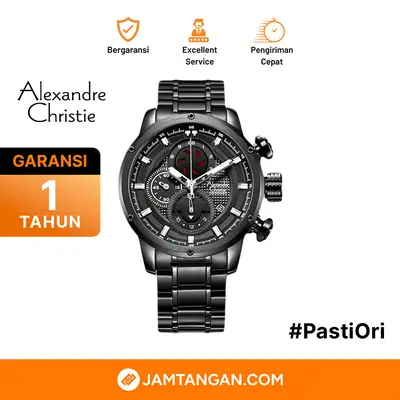 Bergaransi
Excellent
Service
Pengiriman
Cepat
Alexandre
Christie
GARANSI
1
TAHUN
#PastiOri
JAMTANGAN.COM